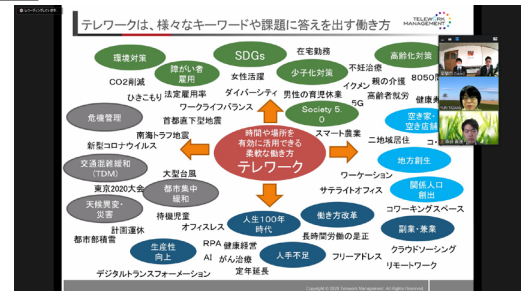 テレワークは、様々なキーワードや課題に答えを出す働き方
TELEWORK
MANAGEMENT
環境対策
SDGs
在宅勤務
高齢化対策
障がい者
雇用
女性活躍
少子化対策
不妊治療
CO2削減
イクメン
親の介護
8050問
ひきこもり
法定雇用率
ダイバーシティ
男性の育児休業
高齢者就労
健康寿
ワークライフバランス
5G
危機管理
首都直下型地震
Society 5.0
空き家・
空き店舗
南海トラフ地震
時間や場所を
有効に活用できる
柔軟な働き方
テレワーク
スマート農業
二地域居住
コ・
新型コロナウイルス
地方創生
交通混雑緩和
(TDM)
大型台風
ワーケーション
関係人口
創出
東京2020大会
都市集中
緩和
サテライトオフィス
天候異変・
災害
コワーキングスペース
待機児童
人生100年
時代
働き方改革
計画運休
オフィスレス
長時間労働の是正
副業・兼業
都市部積雪
生産性
向上
RPA
健康経営
人手不足
クラウドソーシング
AI
がん治療
フリーアドレス
リモートワーク
定年延長
デジタルトランスフォーメーション